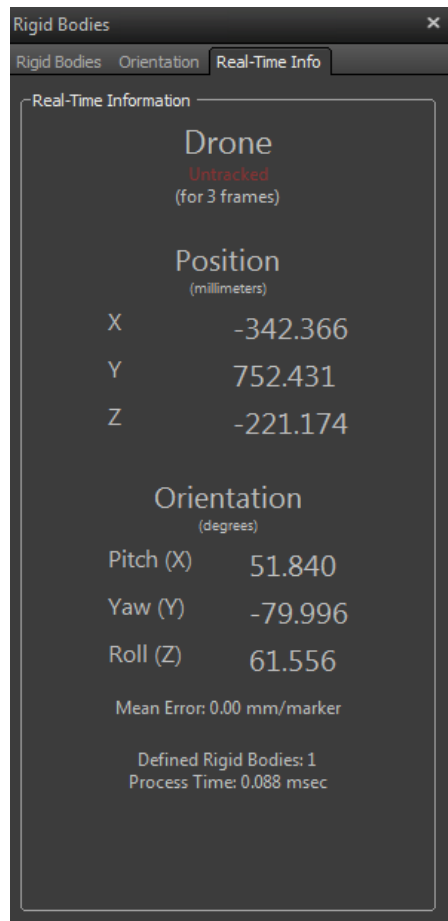 Rigid Bodies ×
Rigid Bodies Orientation Real-Time Info
Real-Time Information
Drone
Untracked
(for 3 frames)
Position
(millimeters)
X -342.366
Y 752.431
Z -221.174
Orientation
(degrees)
Pitch (X) 51.840
Yaw (Y) -79.996
Roll (Z) 61.556
Mean Error: 0.00 mm/marker
Defined Rigid Bodies: 1
Process Time: 0.088 msec